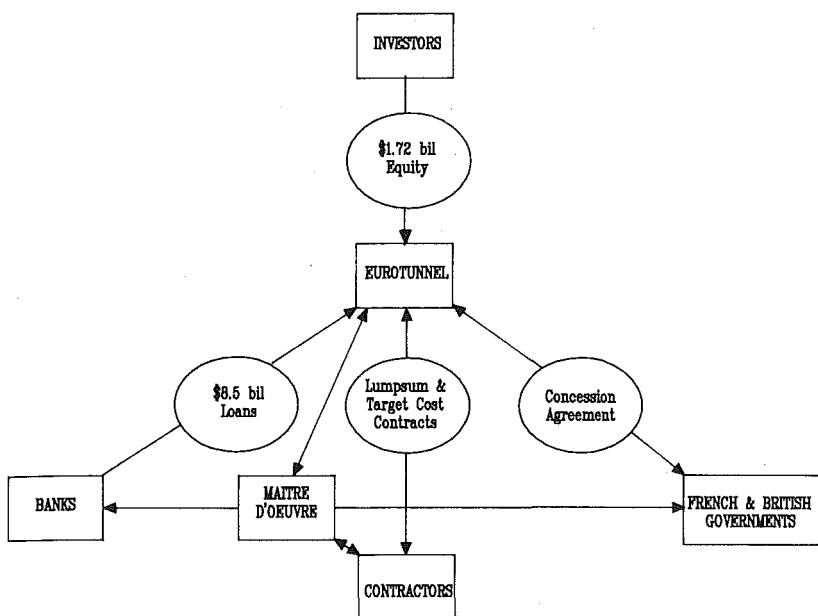 INVESTORS
$1.72 bil
Equity
EUROTUNNEL
$8.5 bil
Loans
Lumpsum &
Target Cost
Contracts
Concession
Agreement
BANKS
MAITRE
D'OEUVRE
FRENCH & BRITISH
GOVERNMENTS
CONTRACTORS